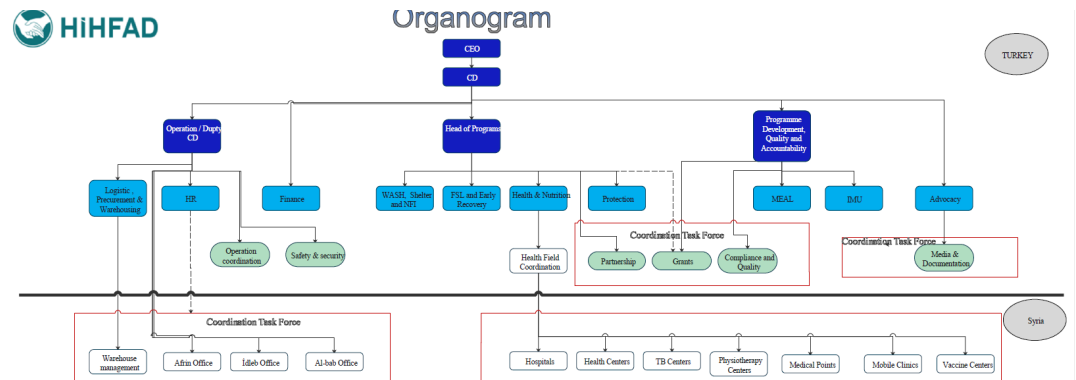 HiHFAD
Organogram
CEO
TURKEY
CD
Operation / Dupty
CD
Head of Programs
Programme
Development,
Quality and
Accountability
Logistic ,
Procurement &
Warehousing
HR
Finance
WASH, Shelter
and NFI
FSL and Early
Recovery
Health & Nutrition
Protection
MEAL
IMU
Advocacy
Coordination Task Force
Coordination Task Force
Operation
coordination
Safety & security
Health Field
Coordination
Partnership
Grants
Compliance and
Quality
Media &
Documentation
Syria
Coordination Task Force
Warehouse
management
Afrin Office
İdleb Office
Al-bab Office
Hospitals
Health Centers
TB Centers
Physiotherapy
Centers
Medical Points
Mobile Clinics
Vaccine Centers